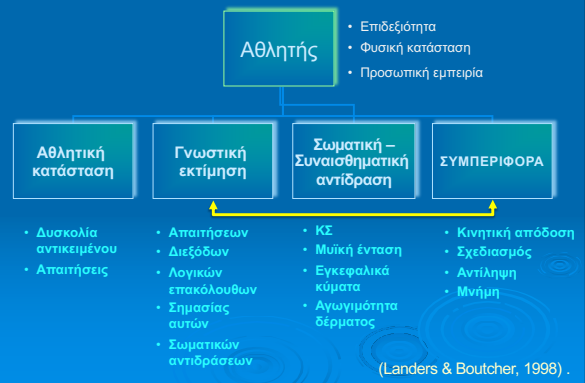 Αθλητής
• Επιδεξιότητα
• Φυσική κατάσταση
• Προσωπική εμπειρία
Αθλητική
κατάσταση
Γνωστική
εκτίμηση
Σωματική –
Συναισθηματική
αντίδραση
ΣΥΜΠΕΡΙΦΟΡΑ
• Δυσκολία
αντικειμένου
• Απαιτήσεις
• Απαιτήσεων
• Διεξόδων
• Λογικών
επακόλουθων
• Σημασίας
αυτών
• Σωματικών
αντιδράσεων
• ΚΣ
• Μυϊκή ένταση
• Εγκεφαλικά
κύματα
• Αγωγιμότητα
δέρματος
• Κινητική απόδοση
• Σχεδιασμός
• Αντίληψη
• Μνήμη
(Landers & Boutcher, 1998) .